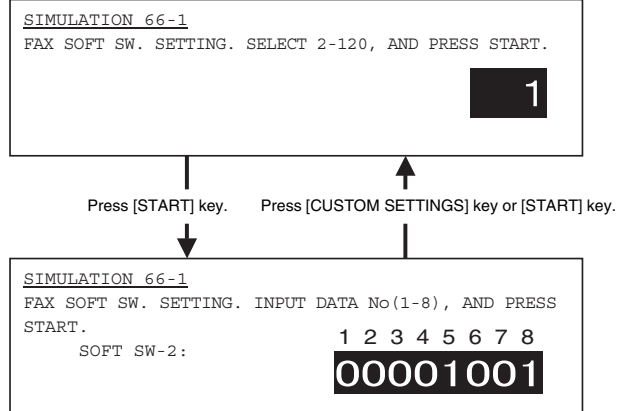 SIMULATION 66-1
FAX SOFT SW. SETTING. SELECT 2-120, AND PRESS START.
1
Press [START] key.
Press [CUSTOM SETTINGS] key or [START] key.
SIMULATION 66-1
FAX SOFT SW. SETTING. INPUT DATA No(1-8), AND PRESS
START.
1 2 3 4 5 6 7 8
SOFT SW-2:
00001001